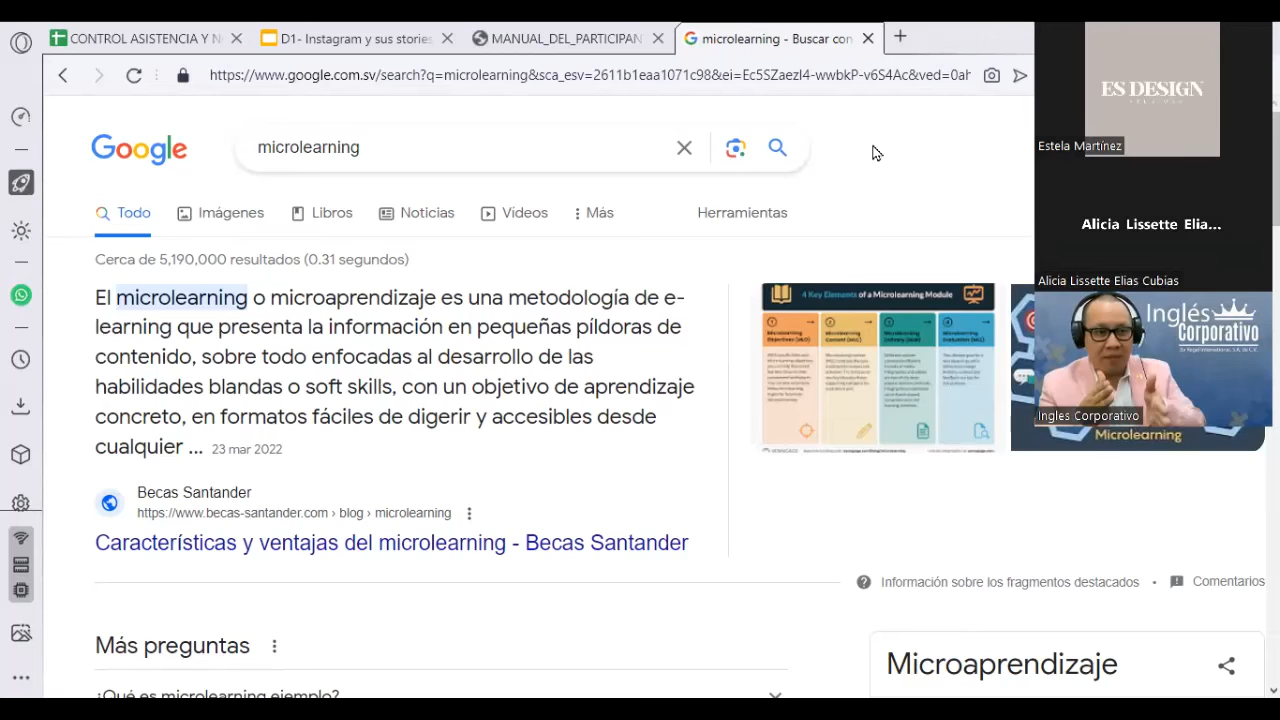 CONTROL ASISTENCIA Y N
D1- Instagram y sus stories
MANUAL_DEL_PARTICIPAN
microlearning - Buscar con
https://www.google.com.sv/search?q=microlearning&sca_esv=2611b1eaa1071c98&ei=Ec5SZaezI4-wwbkP-v6S4Ac&ved=0ah
Google
microlearning
Todo
Imágenes
Libros
Noticias
Vídeos
Más
Herramientas
Cerca de 5,190,000 resultados (0.31 segundos)
El microlearning o microaprendizaje es una metodología de e-
learning que presenta la información en pequeñas píldoras de
contenido, sobre todo enfocadas al desarrollo de las
habilidades blandas o Soft skills, con un objetivo de aprendizaje
concreto, en formatos fáciles de digerir y accesibles desde
cualquier ... 23 mar 2022
Becas Santander
https://www.becas-santander.com › blog › microlearning
Características y ventajas del microlearning - Becas Santander
4 Key Elements of a Microlearning Module
Microlearning
Información sobre los fragmentos destacados
Comentarios
Más preguntas
¿Qué es microlearning ejemplo?
Microaprendizaje
ES DESIGN
Estela Martínez
Alicia Lissette Elia...
Alicia Lissette Elias Cubias
Inglés
Corporativo
Ingles Corporativo